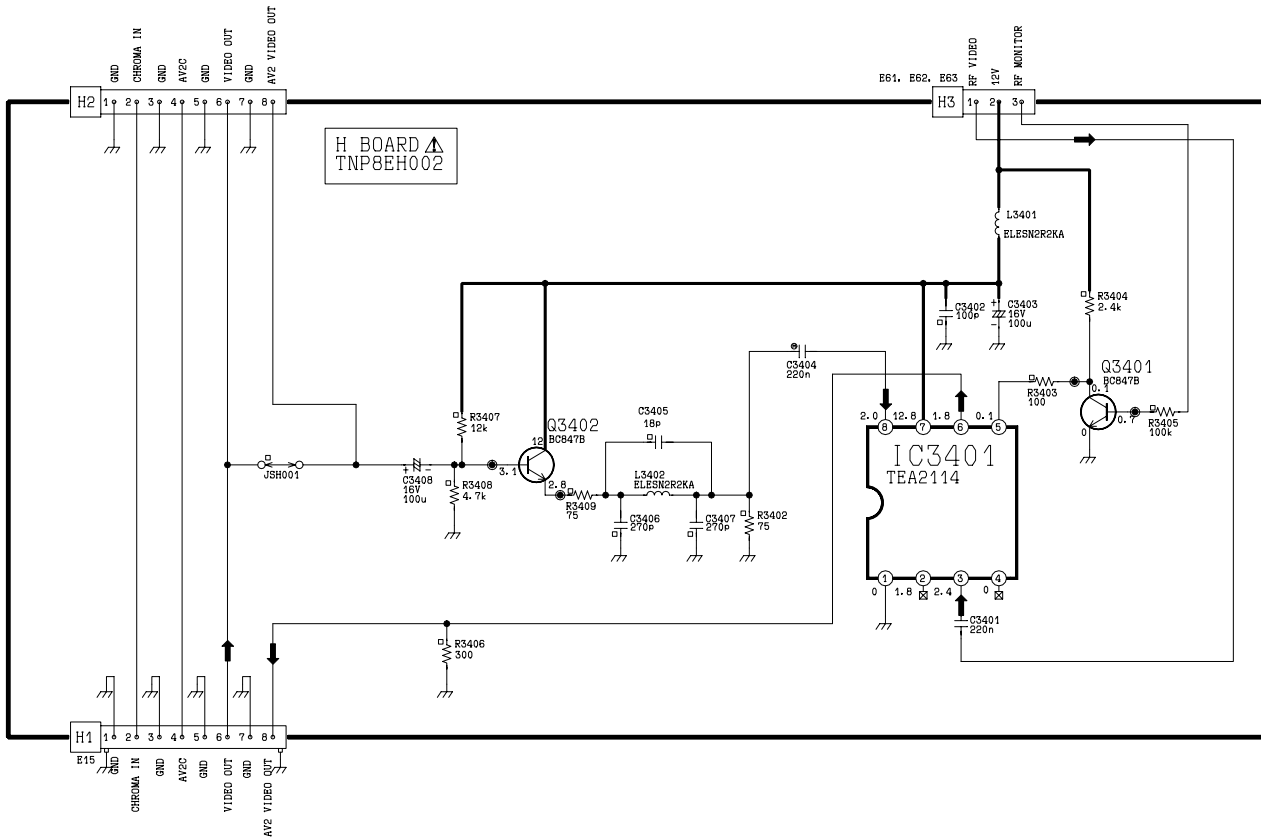 GND
CHROMA IN
GND
AV2C
GND
VIDEO OUT
GND
AV2 VIDEO OUT
H2
1 2 3 4 5 6 7 8
E61, E62, E63
RF VIDEO
12V
RF MONITOR
H3
1 2 3
H BOARD ⚠
TNP8EH002
L3401
ELESN2R2KA
C3402
100p
+
-
C3403
16V
100u
R3404
2.4k
C3404
220n
Q3401
BC847B
0.1
R3403
100
0
0.7
R3405
100k
R3407
12k
Q3402
BC847B
12
3.1
2.8
C3405
18p
L3402
ELESN2R2KA
JSH001
+ -
C3408
16V
100u
R3408
4.7k
R3409
75
C3406
270p
C3407
270p
R3402
75
2.0 12.8 1.8 0.1
8 7 6 5
IC3401
TEA2114
1 2 3 4
0 1.8 2.4 0
C3401
220n
R3406
300
H1
1 2 3 4 5 6 7 8
E15
GND
CHROMA IN
GND
AV2C
GND
VIDEO OUT
GND
AV2 VIDEO OUT